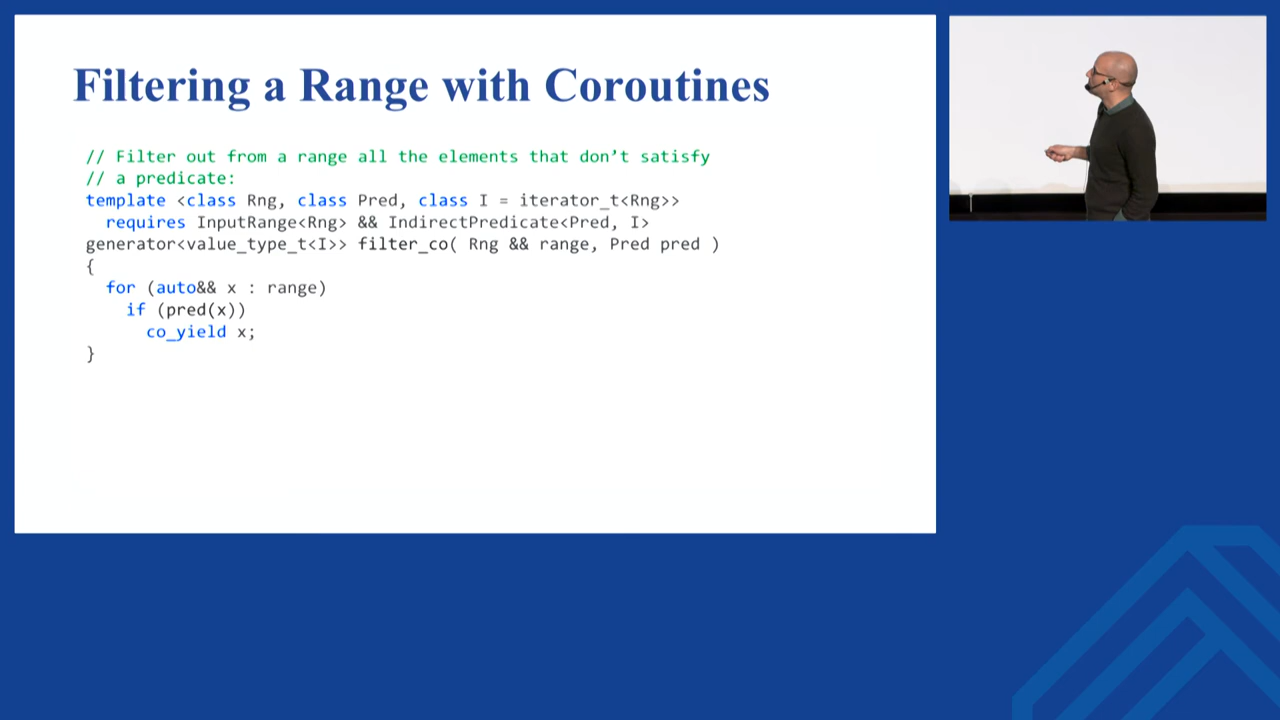 Filtering a Range with Coroutines
// Filter out from a range all the elements that don’t satisfy
// a predicate:
template <class Rng, class Pred, class I = iterator_t<Rng>>
  requires InputRange<Rng> && IndirectPredicate<Pred, I>
generator<value_type_t<I>> filter_co( Rng && range, Pred pred )
{
  for (auto&& x : range)
    if (pred(x))
      co_yield x;
}